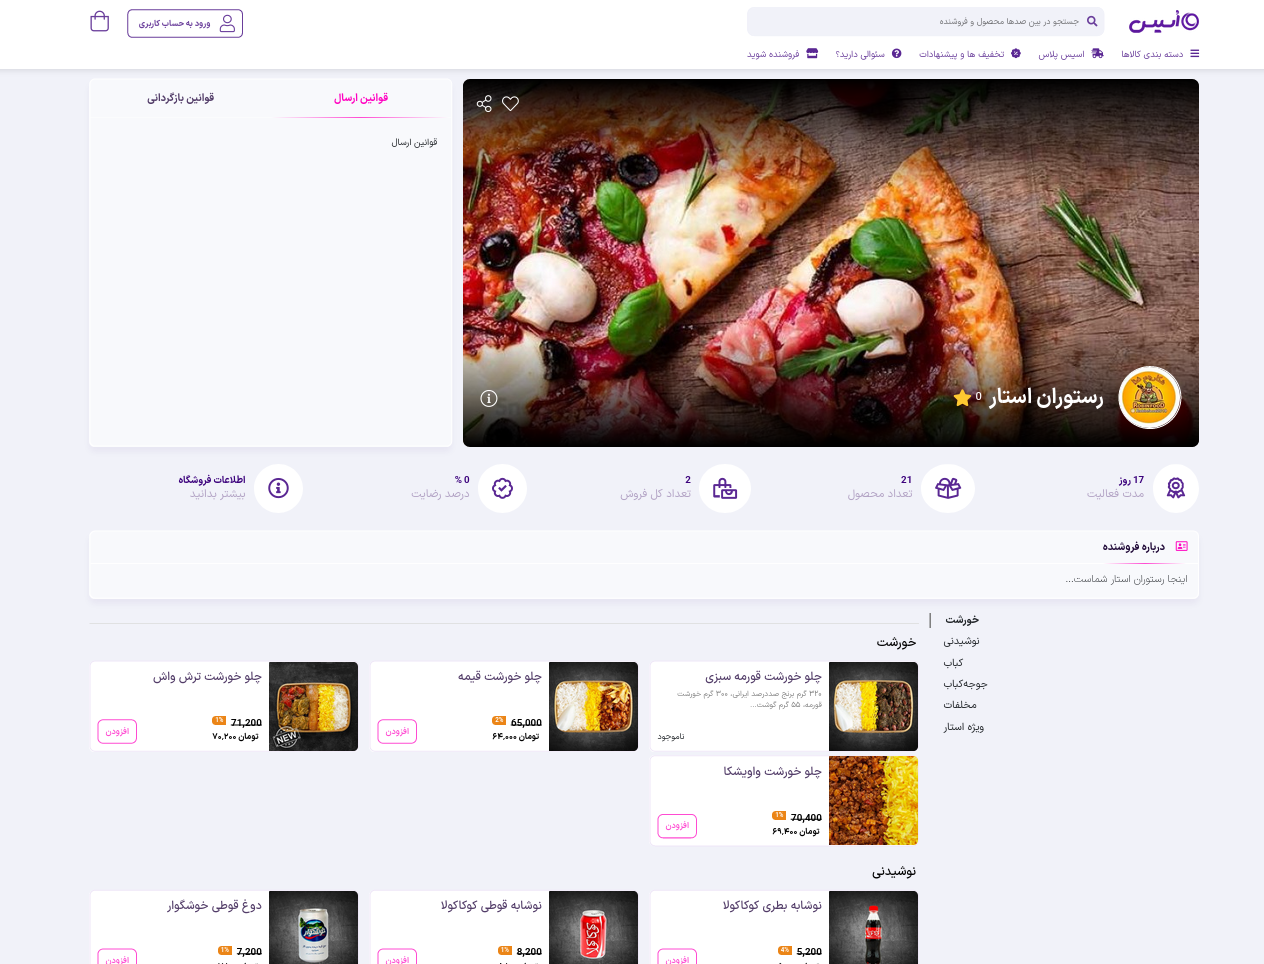 اسیس
جستجو در بین صدها محصول و فروشنده
ورود به حساب کاربری
دسته بندی کالاها
اسیس پلاس
تخفیف ها و پیشنهادات
سئوالی دارید؟
فروشنده شوید
رستوران استار
0
قوانین ارسال
قوانین بازگردانی
قوانین ارسال
17 روز
مدت فعالیت
21
تعداد محصول
2
تعداد کل فروش
0 %
درصد رضایت
اطلاعات فروشگاه
بیشتر بدانید
درباره فروشنده
اینجا رستوران استار شماست...
خورشت
نوشیدنی
کباب
جوجه‌کباب
مخلفات
ویژه استار
خورشت
چلو خورشت قورمه سبزی
۳۲۰ گرم برنج صددرصد ایرانی، ۳۰۰ گرم خورشت
قورمه، ۵۵ گرم گوشت...
ناموجود
چلو خورشت قیمه
65,000
2%
تومان ۶۴,۰۰۰
افزودن
چلو خورشت ترش واش
71,200
1%
تومان ۷۰,۲۰۰
افزودن
NEW
چلو خورشت واویشکا
70,400
1%
تومان ۶۹,۴۰۰
افزودن
نوشیدنی
نوشابه بطری کوکاکولا
5,200
4%
افزودن
نوشابه قوطی کوکاکولا
8,200
1%
افزودن
دوغ قوطی خوشگوار
7,200
1%
افزودن